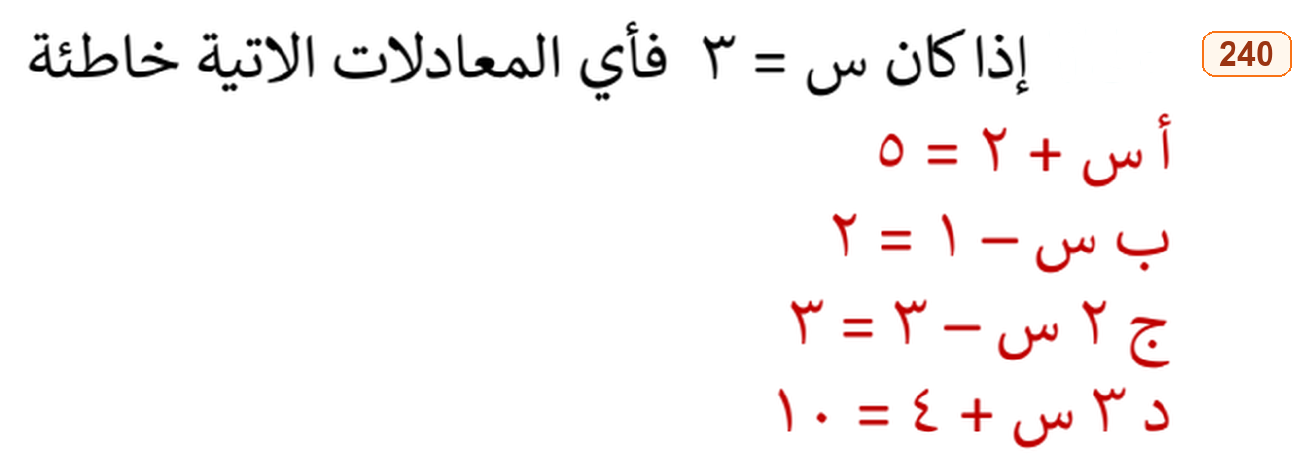 240
إذا كان س = ٣ فأي المعادلات الاتية خاطئة
أ س + ٢ = ٥
ب س – ١ = ٢
ج ٢ س – ٣ = ٣
د ٣ س + ٤ = ١٠